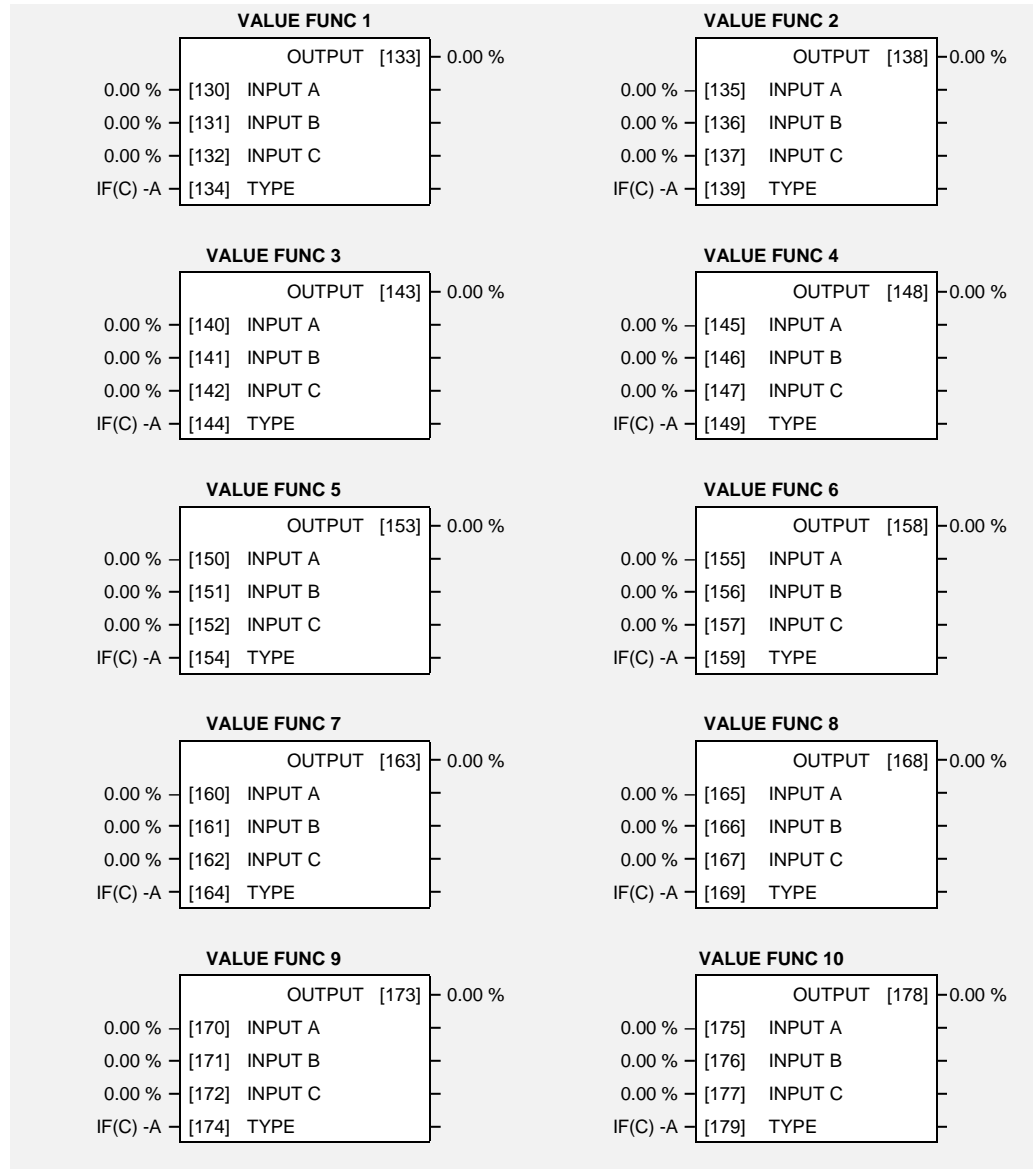 VALUE FUNC 1
OUTPUT [133] 0.00 %
0.00 % [130] INPUT A
0.00 % [131] INPUT B
0.00 % [132] INPUT C
IF(C) -A [134] TYPE
VALUE FUNC 2
OUTPUT [138] 0.00 %
0.00 % [135] INPUT A
0.00 % [136] INPUT B
0.00 % [137] INPUT C
IF(C) -A [139] TYPE
VALUE FUNC 3
OUTPUT [143] 0.00 %
0.00 % [140] INPUT A
0.00 % [141] INPUT B
0.00 % [142] INPUT C
IF(C) -A [144] TYPE
VALUE FUNC 4
OUTPUT [148] 0.00 %
0.00 % [145] INPUT A
0.00 % [146] INPUT B
0.00 % [147] INPUT C
IF(C) -A [149] TYPE
VALUE FUNC 5
OUTPUT [153] 0.00 %
0.00 % [150] INPUT A
0.00 % [151] INPUT B
0.00 % [152] INPUT C
IF(C) -A [154] TYPE
VALUE FUNC 6
OUTPUT [158] 0.00 %
0.00 % [155] INPUT A
0.00 % [156] INPUT B
0.00 % [157] INPUT C
IF(C) -A [159] TYPE
VALUE FUNC 7
OUTPUT [163] 0.00 %
0.00 % [160] INPUT A
0.00 % [161] INPUT B
0.00 % [162] INPUT C
IF(C) -A [164] TYPE
VALUE FUNC 8
OUTPUT [168] 0.00 %
0.00 % [165] INPUT A
0.00 % [166] INPUT B
0.00 % [167] INPUT C
IF(C) -A [169] TYPE
VALUE FUNC 9
OUTPUT [173] 0.00 %
0.00 % [170] INPUT A
0.00 % [171] INPUT B
0.00 % [172] INPUT C
IF(C) -A [174] TYPE
VALUE FUNC 10
OUTPUT [178] 0.00 %
0.00 % [175] INPUT A
0.00 % [176] INPUT B
0.00 % [177] INPUT C
IF(C) -A [179] TYPE